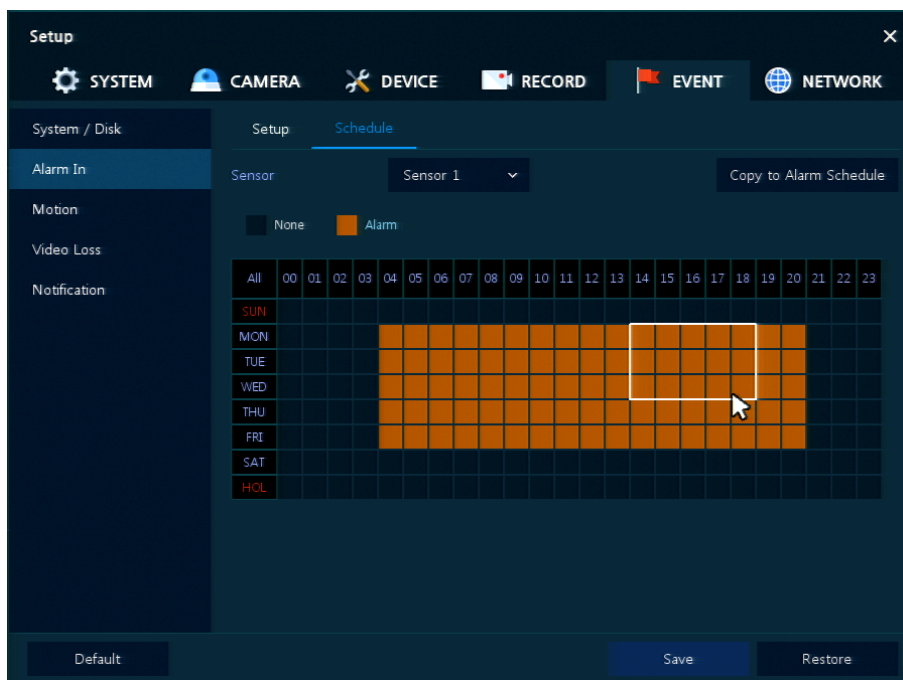 Setup
SYSTEM CAMERA DEVICE RECORD EVENT NETWORK
System / Disk
Alarm In
Motion
Video Loss
Notification
Setup Schedule
Sensor Sensor 1 Copy to Alarm Schedule
None Alarm
All 00 01 02 03 04 05 06 07 08 09 10 11 12 13 14 15 16 17 18 19 20 21 22 23
SUN
MON
TUE
WED
THU
FRI
SAT
HOL
Default Save Restore